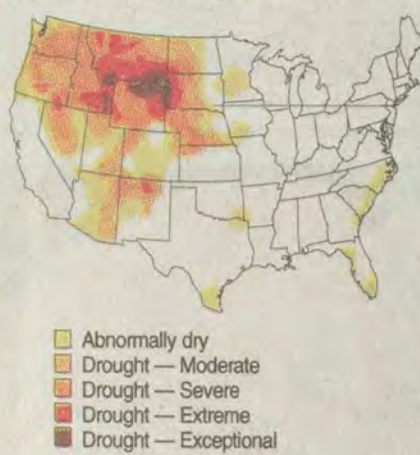 Abnormally dry
Drought — Moderate
Drought — Severe
Drought — Extreme
Drought — Exceptional